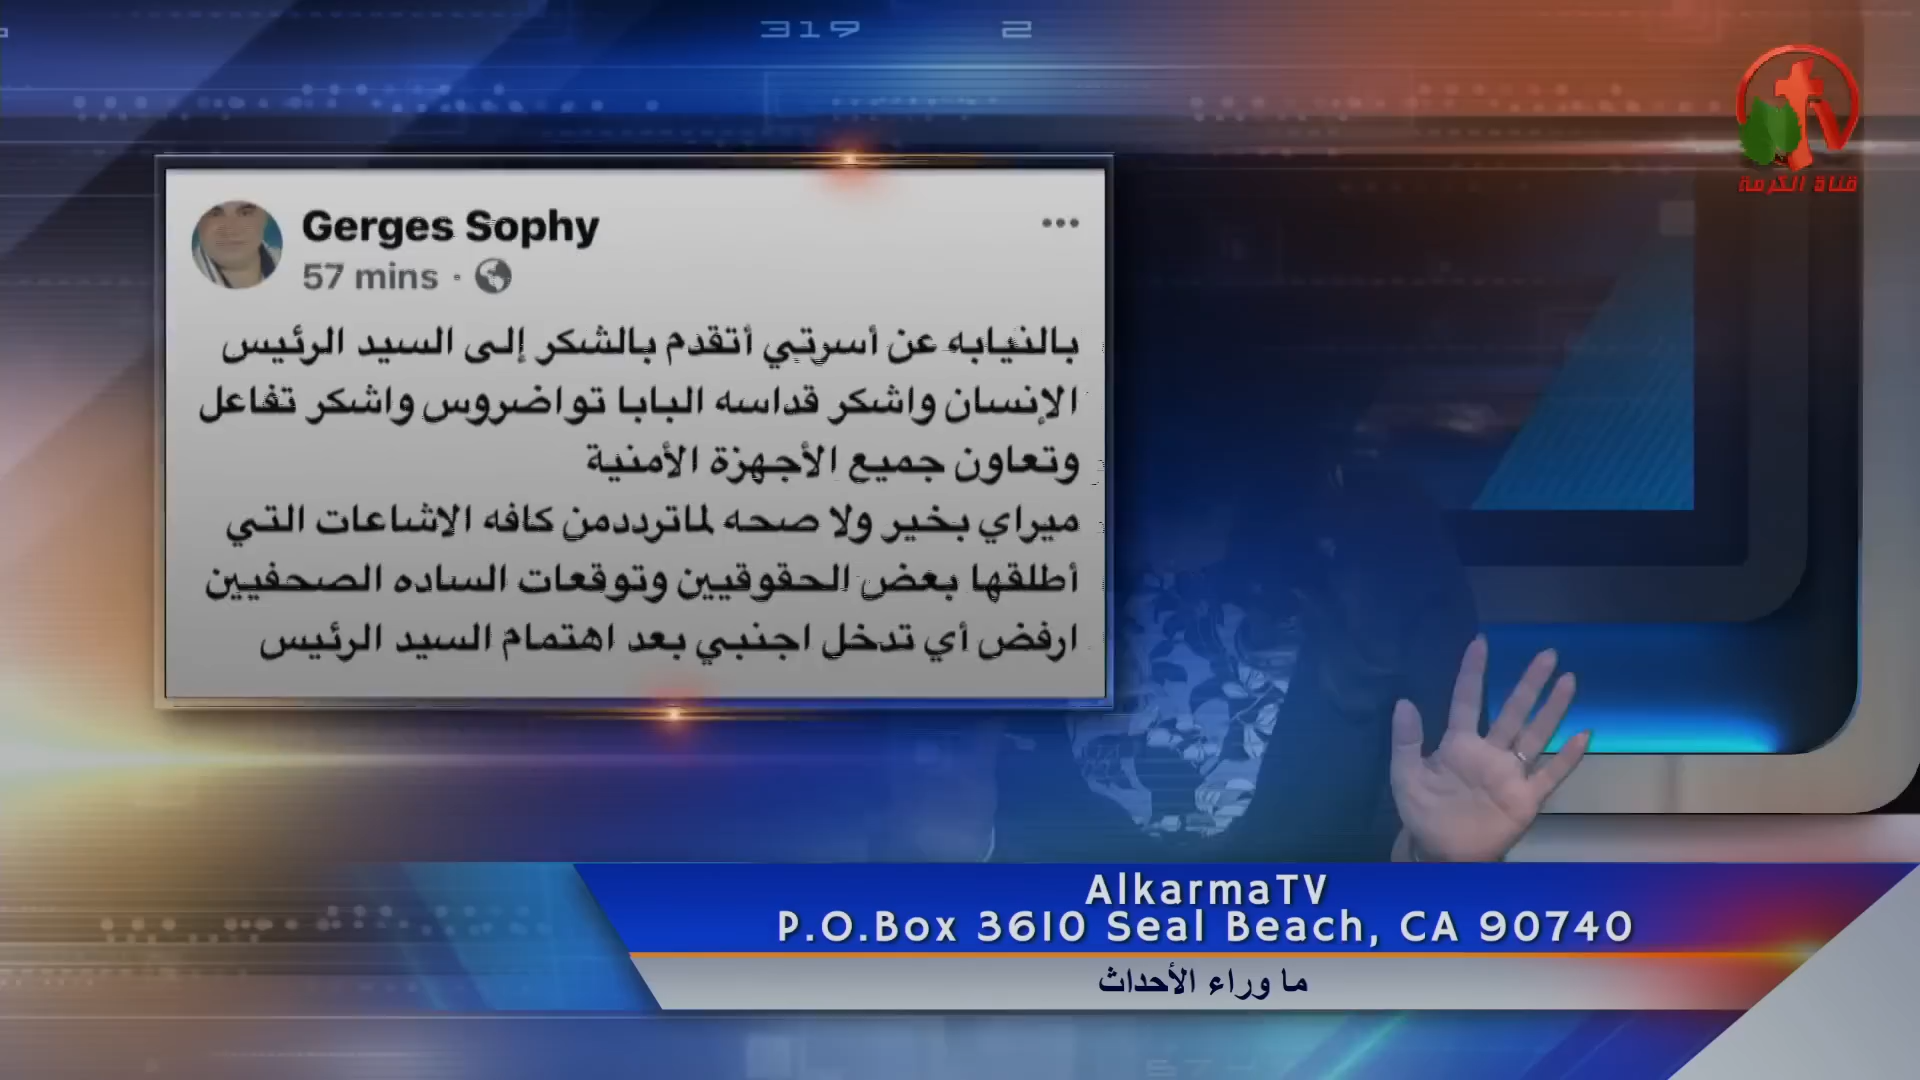 319 2
قناة الكرمة
Gerges Sophy
57 mins
بالنيابه عن أسرتي أتقدم بالشكر إلى السيد الرئيس
الإنسان واشكر قداسه البابا تواضروس واشكر تفاعل
وتعاون جميع الأجهزة الأمنية
ميراي بخير ولا صحه لماترددمن كافه الاشاعات التي
أطلقها بعض الحقوقيين وتوقعات الساده الصحفيين
ارفض أي تدخل اجنبي بعد اهتمام السيد الرئيس
AlkarmaTV
P.O.Box 3610 Seal Beach, CA 90740
ما وراء الأحداث